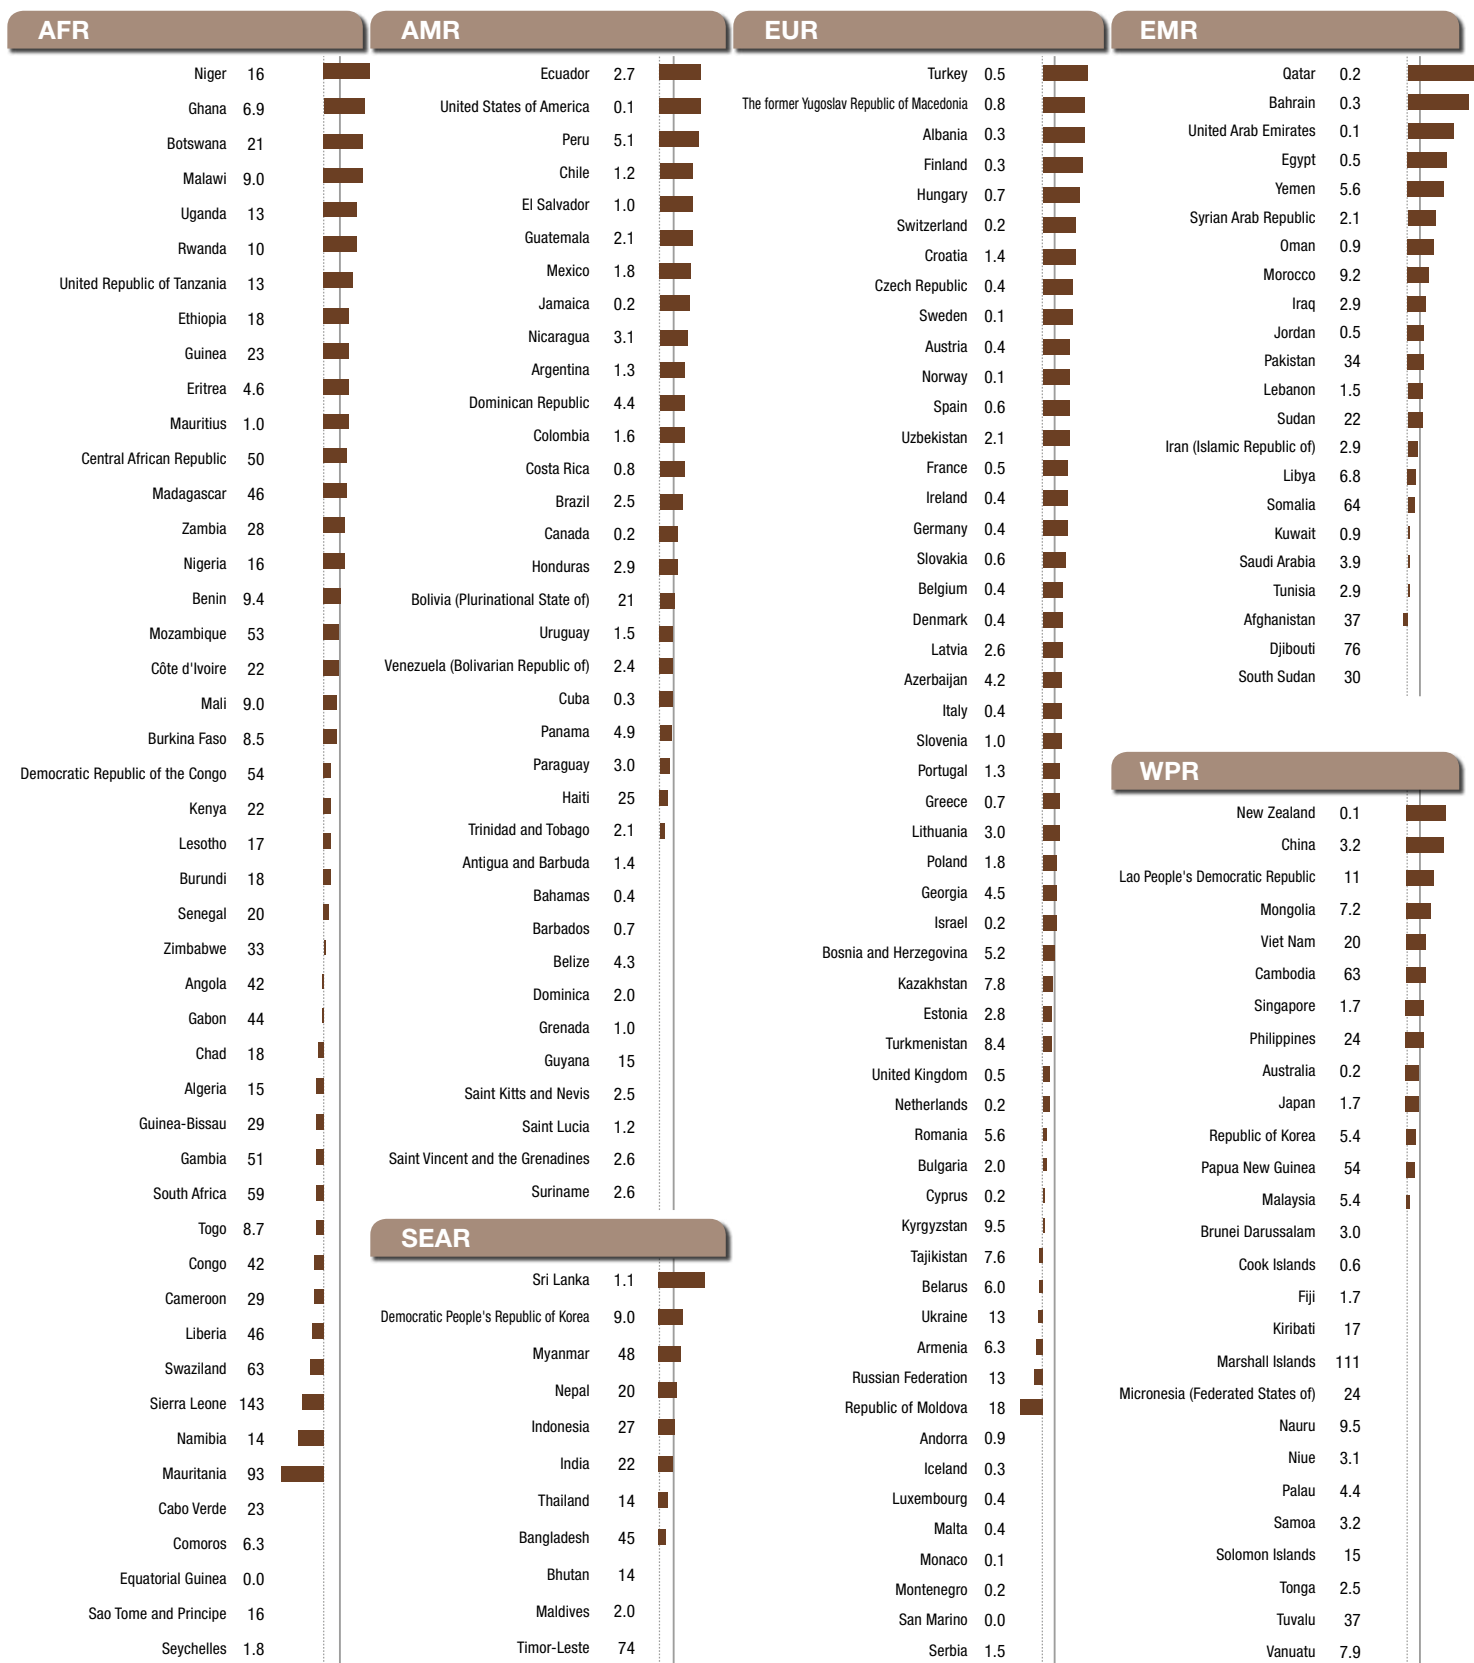 AFR
Niger 16
Ghana 6.9
Botswana 21
Malawi 9.0
Uganda 13
Rwanda 10
United Republic of Tanzania 13
Ethiopia 18
Guinea 23
Eritrea 4.6
Mauritius 1.0
Central African Republic 50
Madagascar 46
Zambia 28
Nigeria 16
Benin 9.4
Mozambique 53
Côte d'Ivoire 22
Mali 9.0
Burkina Faso 8.5
Democratic Republic of the Congo 54
Kenya 22
Lesotho 17
Burundi 18
Senegal 20
Zimbabwe 33
Angola 42
Gabon 44
Chad 18
Algeria 15
Guinea-Bissau 29
Gambia 51
South Africa 59
Togo 8.7
Congo 42
Cameroon 29
Liberia 46
Swaziland 63
Sierra Leone 143
Namibia 14
Mauritania 93
Cabo Verde 23
Comoros 6.3
Equatorial Guinea 0.0
Sao Tome and Principe 16
Seychelles 1.8
AMR
Ecuador 2.7
United States of America 0.1
Peru 5.1
Chile 1.2
El Salvador 1.0
Guatemala 2.1
Mexico 1.8
Jamaica 0.2
Nicaragua 3.1
Argentina 1.3
Dominican Republic 4.4
Colombia 1.6
Costa Rica 0.8
Brazil 2.5
Canada 0.2
Honduras 2.9
Bolivia (Plurinational State of) 21
Uruguay 1.5
Venezuela (Bolivarian Republic of) 2.4
Cuba 0.3
Panama 4.9
Paraguay 3.0
Haiti 25
Trinidad and Tobago 2.1
Antigua and Barbuda 1.4
Bahamas 0.4
Barbados 0.7
Belize 4.3
Dominica 2.0
Grenada 1.0
Guyana 15
Saint Kitts and Nevis 2.5
Saint Lucia 1.2
Saint Vincent and the Grenadines 2.6
Suriname 2.6
SEAR
Sri Lanka 1.1
Democratic People's Republic of Korea 9.0
Myanmar 48
Nepal 20
Indonesia 27
India 22
Thailand 14
Bangladesh 45
Bhutan 14
Maldives 2.0
Timor-Leste 74
EUR
Turkey 0.5
The former Yugoslav Republic of Macedonia 0.8
Albania 0.3
Finland 0.3
Hungary 0.7
Switzerland 0.2
Croatia 1.4
Czech Republic 0.4
Sweden 0.1
Austria 0.4
Norway 0.1
Spain 0.6
Uzbekistan 2.1
France 0.5
Ireland 0.4
Germany 0.4
Slovakia 0.6
Belgium 0.4
Denmark 0.4
Latvia 2.6
Azerbaijan 4.2
Italy 0.4
Slovenia 1.0
Portugal 1.3
Greece 0.7
Lithuania 3.0
Poland 1.8
Georgia 4.5
Israel 0.2
Bosnia and Herzegovina 5.2
Kazakhstan 7.8
Estonia 2.8
Turkmenistan 8.4
United Kingdom 0.5
Netherlands 0.2
Romania 5.6
Bulgaria 2.0
Cyprus 0.2
Kyrgyzstan 9.5
Tajikistan 7.6
Belarus 6.0
Ukraine 13
Armenia 6.3
Russian Federation 13
Republic of Moldova 18
Andorra 0.9
Iceland 0.3
Luxembourg 0.4
Malta 0.4
Monaco 0.1
Montenegro 0.2
San Marino 0.0
Serbia 1.5
EMR
Qatar 0.2
Bahrain 0.3
United Arab Emirates 0.1
Egypt 0.5
Yemen 5.6
Syrian Arab Republic 2.1
Oman 0.9
Morocco 9.2
Iraq 2.9
Jordan 0.5
Pakistan 34
Lebanon 1.5
Sudan 22
Iran (Islamic Republic of) 2.9
Libya 6.8
Somalia 64
Kuwait 0.9
Saudi Arabia 3.9
Tunisia 2.9
Afghanistan 37
Djibouti 76
South Sudan 30
WPR
New Zealand 0.1
China 3.2
Lao People's Democratic Republic 11
Mongolia 7.2
Viet Nam 20
Cambodia 63
Singapore 1.7
Philippines 24
Australia 0.2
Japan 1.7
Republic of Korea 5.4
Papua New Guinea 54
Malaysia 5.4
Brunei Darussalam 3.0
Cook Islands 0.6
Fiji 1.7
Kiribati 17
Marshall Islands 111
Micronesia (Federated States of) 24
Nauru 9.5
Niue 3.1
Palau 4.4
Samoa 3.2
Solomon Islands 15
Tonga 2.5
Tuvalu 37
Vanuatu 7.9